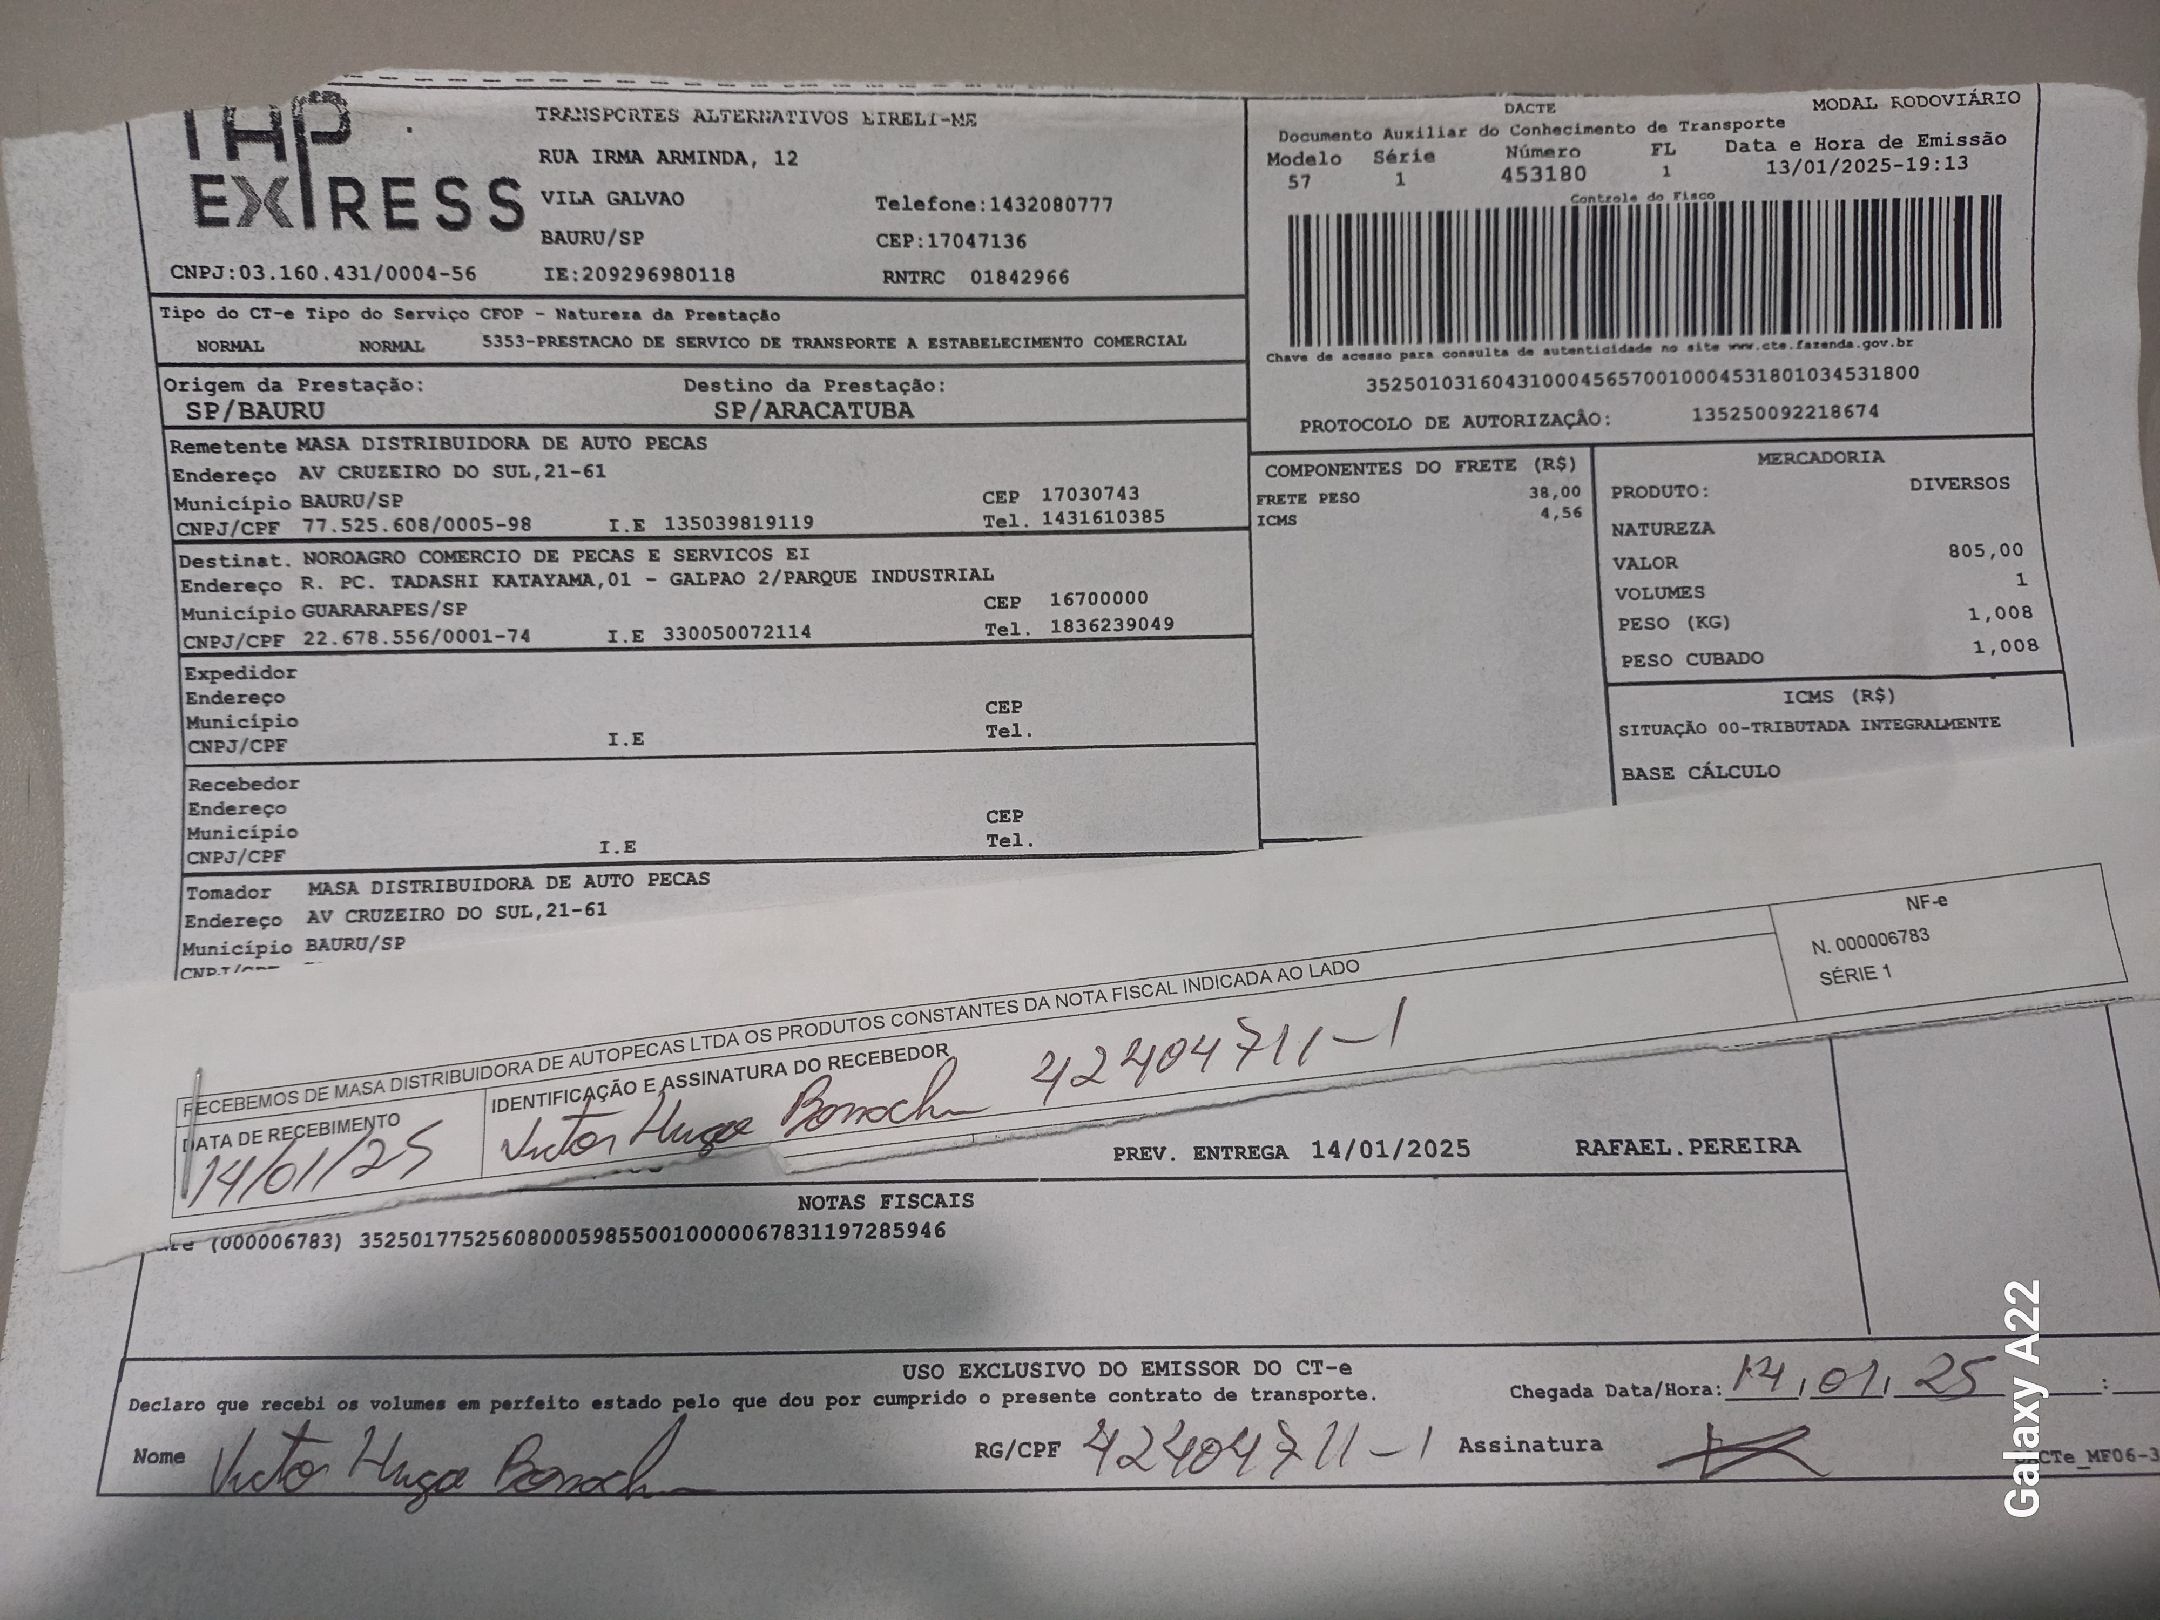 TAP
EXPRESS
TRANSPORTES ALTERNATIVOS EIRELI-ME
RUA IRMA ARMINDA, 12
VILA GALVAO
Telefone:1432080777
BAURU/SP
CEP:17047136
CNPJ:03.160.431/0004-56 IE:209296980118 RNTRC 01842966
DACTE MODAL RODOVIÁRIO
Documento Auxiliar do Conhecimento de Transporte
Modelo Série Número FL Data e Hora de Emissão
57 1 453180 1 13/01/2025-19:13
Controle do Fisco
Chave de acesso para consulta de autenticidade no site www.cte.fazenda.gov.br
35250103160431000456570010004531801034531800
PROTOCOLO DE AUTORIZAÇÃO: 135250092218674
Tipo do CT-e Tipo do Serviço CFOP - Natureza da Prestação
NORMAL NORMAL 5353-PRESTACAO DE SERVICO DE TRANSPORTE A ESTABELECIMENTO COMERCIAL
Origem da Prestação: Destino da Prestação:
SP/BAURU SP/ARACATUBA
Remetente MASA DISTRIBUIDORA DE AUTO PECAS
Endereço AV CRUZEIRO DO SUL,21-61
Município BAURU/SP CEP 17030743
CNPJ/CPF 77.525.608/0005-98 I.E 135039819119 Tel. 1431610385
Destinat. NOROAGRO COMERCIO DE PECAS E SERVICOS EI
Endereço R. PC. TADASHI KATAYAMA,01 - GALPAO 2/PARQUE INDUSTRIAL
Município GUARARAPES/SP CEP 16700000
CNPJ/CPF 22.678.556/0001-74 I.E 330050072114 Tel. 1836239049
Expedidor
Endereço
Município CEP
CNPJ/CPF I.E Tel.
Recebedor
Endereço
Município CEP
CNPJ/CPF I.E Tel.
Tomador MASA DISTRIBUIDORA DE AUTO PECAS
Endereço AV CRUZEIRO DO SUL,21-61
Município BAURU/SP
CNPJ/
COMPONENTES DO FRETE (R$)
FRETE PESO 38,00
ICMS 4,56
MERCADORIA
PRODUTO: DIVERSOS
NATUREZA
VALOR 805,00
VOLUMES 1
PESO (KG) 1,008
PESO CUBADO 1,008
ICMS (R$)
SITUAÇÃO 00-TRIBUTADA INTEGRALMENTE
BASE CÁLCULO
RECEBEMOS DE MASA DISTRIBUIDORA DE AUTOPECAS LTDA OS PRODUTOS CONSTANTES DA NOTA FISCAL INDICADA AO LADO
NF-e
N. 000006783
SÉRIE 1
DATA DE RECEBIMENTO IDENTIFICAÇÃO E ASSINATURA DO RECEBEDOR
14/01/25 Victor Hugo 42404711-1
PREV. ENTREGA 14/01/2025 RAFAEL.PEREIRA
NOTAS FISCAIS
(000006783) 35250177525608000598550010000067831197285946
USO EXCLUSIVO DO EMISSOR DO CT-e
Declaro que recebi os volumes em perfeito estado pelo que dou por cumprido o presente contrato de transporte.
Chegada Data/Hora: 14/01/25 :
Nome Victor Hugo RG/CPF 42404711-1 Assinatura
CTe_MF06-3
Galaxy A22